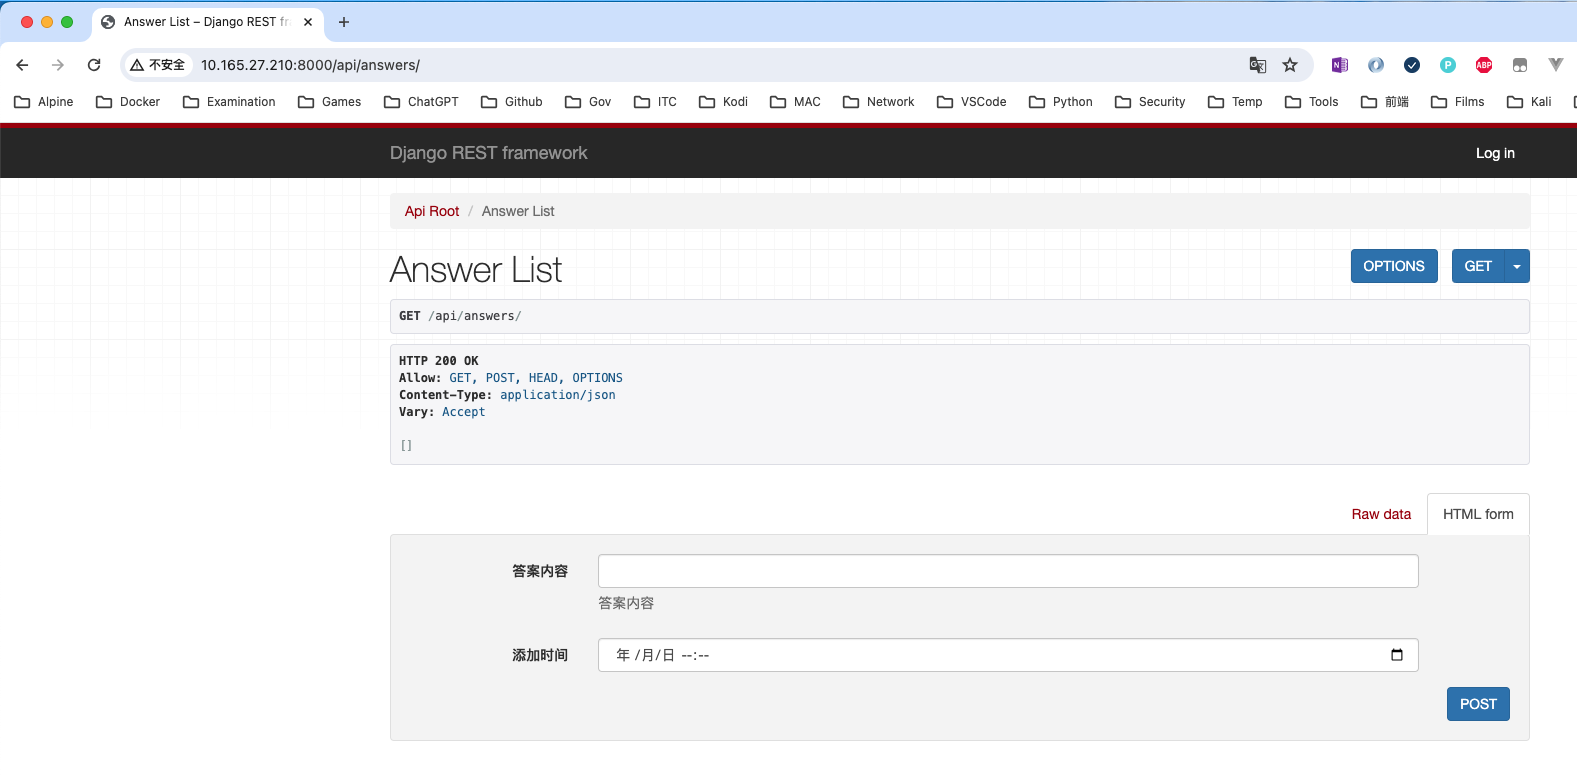 Answer List – Django REST fr
不安全 10.165.27.210:8000/api/answers/
Alpine Docker Examination Games ChatGPT Github Gov ITC Kodi MAC Network VSCode Python Security Temp Tools 前端 Films Kali
Django REST framework Log in
Api Root / Answer List
Answer List OPTIONS GET
GET /api/answers/
HTTP 200 OK
Allow: GET, POST, HEAD, OPTIONS
Content-Type: application/json
Vary: Accept
[]
Raw data HTML form
答案内容
答案内容
添加时间 年 /月/日 --:--
POST